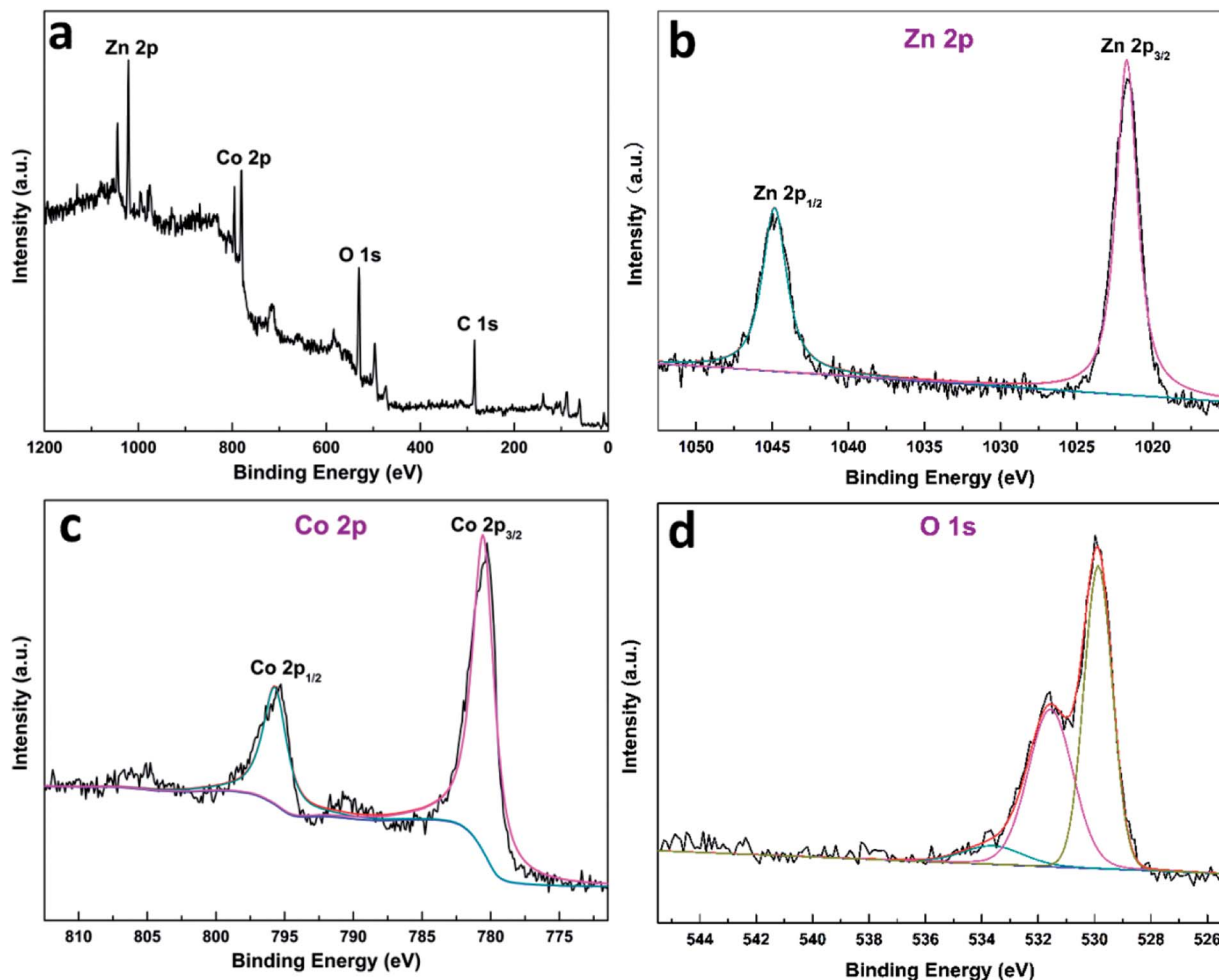 a
Zn 2p
Co 2p
O 1s
C 1s
Intensity (a.u.)
1200 1000 800 600 400 200 0
Binding Energy (eV)
b
Zn 2p
Zn 2p3/2
Zn 2p1/2
Intensity (a.u.)
1050 1045 1040 1035 1030 1025 1020
Binding Energy (eV)
c
Co 2p
Co 2p3/2
Co 2p1/2
Intensity (a.u.)
810 805 800 795 790 785 780 775
Binding Energy (eV)
d
O 1s
Intensity (a.u.)
544 542 540 538 536 534 532 530 528 526
Binding Energy (eV)